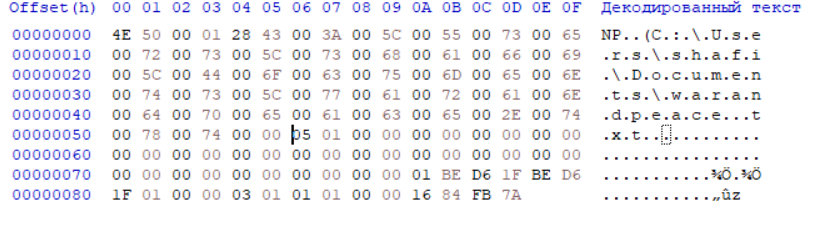 Offset(h) 00 01 02 03 04 05 06 07 08 09 0A 0B 0C 0D 0E 0F Декодированный текст
00000000 4E 50 00 01 28 43 00 3A 00 5C 00 55 00 73 00 65 NP..(C.:.\.U.s.e
00000010 00 72 00 73 00 5C 00 73 00 68 00 61 00 66 00 69 .r.s.\.s.h.a.f.i
00000020 00 5C 00 44 00 6F 00 63 00 75 00 6D 00 65 00 6E .\.D.o.c.u.m.e.n
00000030 00 74 00 73 00 5C 00 77 00 61 00 72 00 61 00 6E .t.s.\.w.a.r.a.n
00000040 00 64 00 70 00 65 00 61 00 63 00 65 00 2E 00 74 .d.p.e.a.c.e...t
00000050 00 78 00 74 00 00 05 01 00 00 00 00 00 00 00 00 .x.t............
00000060 00 00 00 00 00 00 00 00 00 00 00 00 00 00 00 00 ................
00000070 00 00 00 00 00 00 00 00 00 00 01 BE D6 1F BE D6 ...........¾Ö.¾Ö
00000080 1F 01 00 00 03 01 01 01 00 00 16 84 FB 7A ...........„ûz